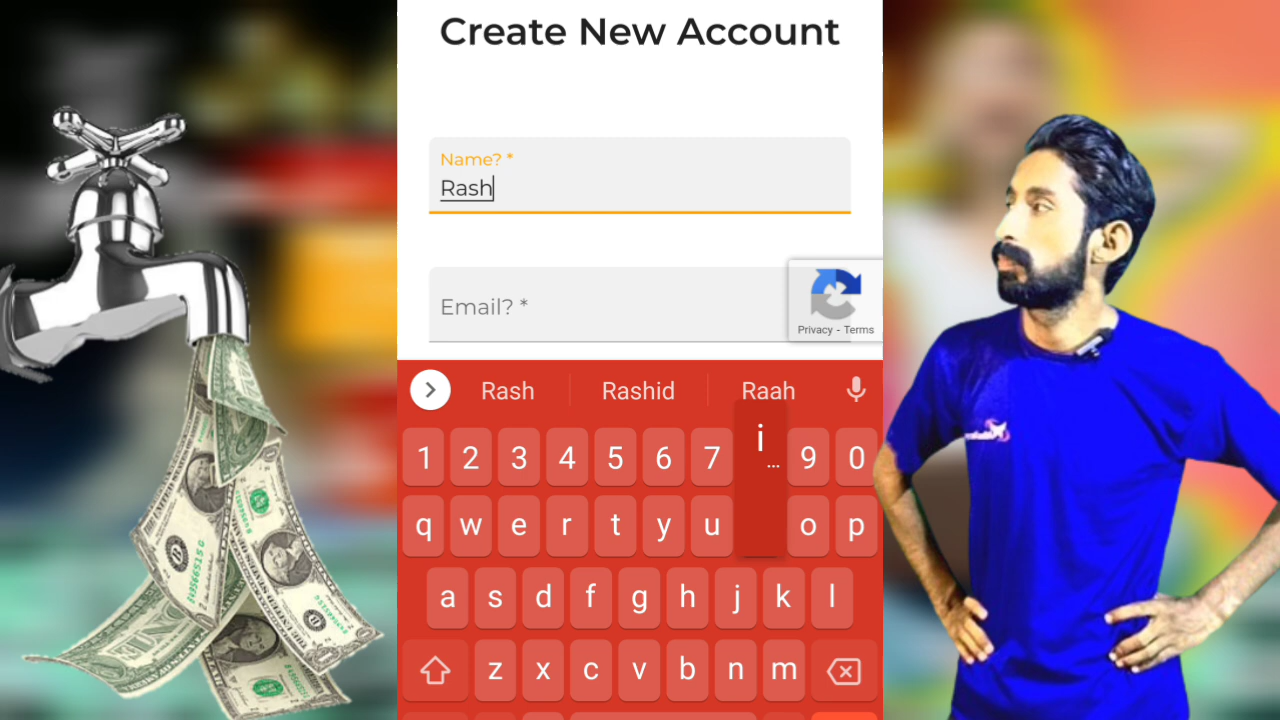 Create New Account
Name? *
Rash
Email? *
Privacy - Terms
Rash Rashid Raah
i
...
1 2 3 4 5 6 7 9 0
q w e r t y u o p
a s d f g h j k l
z x c v b n m